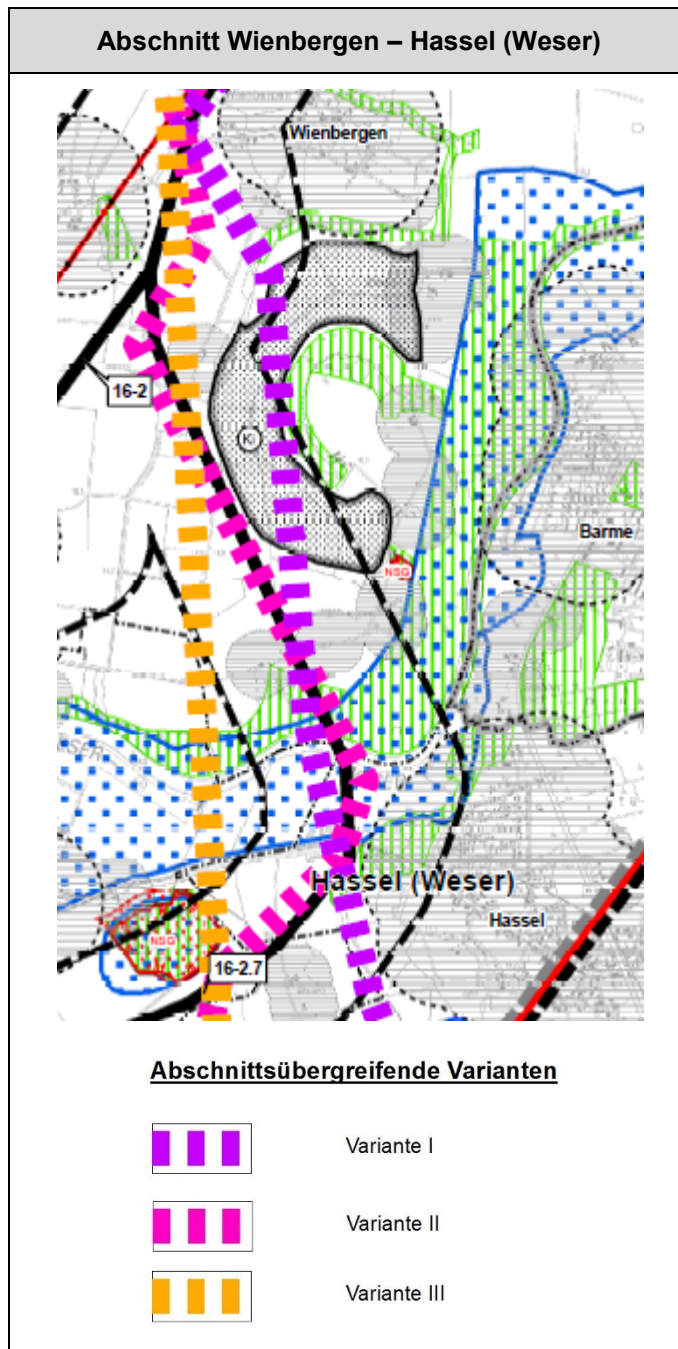 Abschnitt Wienbergen – Hassel (Weser)
Wienbergen
16-2
Ki
Barme
NSG
Hassel (Weser)
Hassel
NSG
16-2.7
Abschnittsübergreifende Varianten
Variante I
Variante II
Variante III